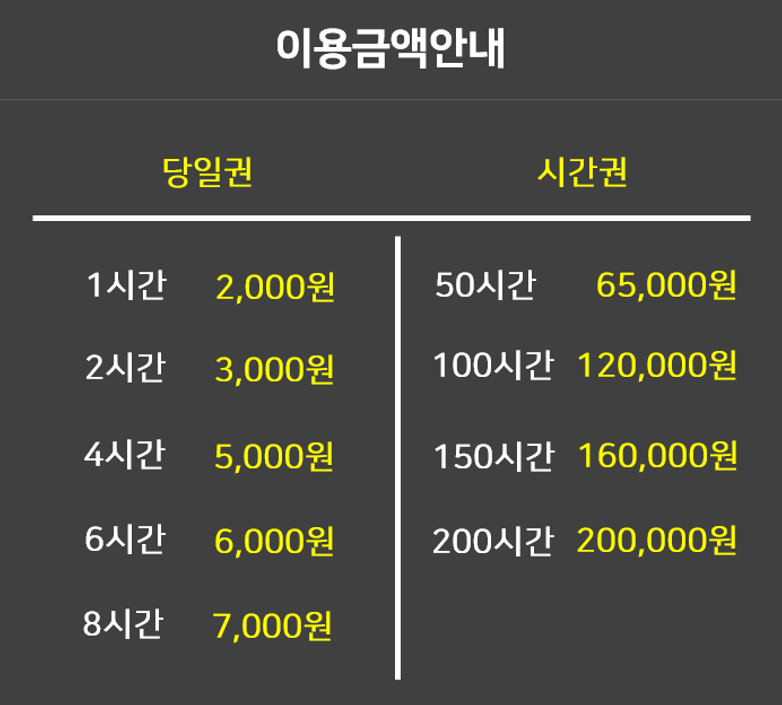 이용금액안내
당일권
1시간 2,000원
2시간 3,000원
4시간 5,000원
6시간 6,000원
8시간 7,000원
시간권
50시간 65,000원
100시간 120,000원
150시간 160,000원
200시간 200,000원